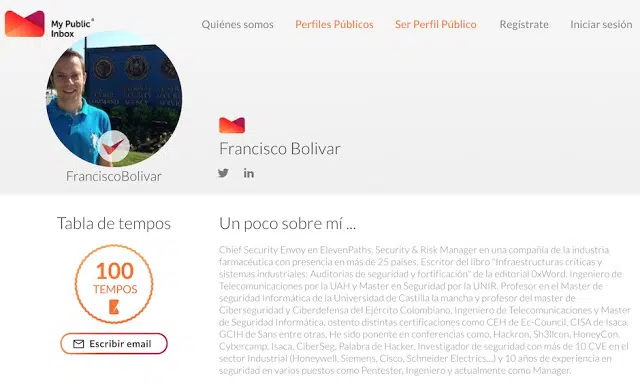 My Public
Inbox
Quiénes somos
Perfiles Públicos
Ser Perfil Público
Regístrate
Iniciar sesión
Francisco Bolivar
FranciscoBolivar
Tabla de tempos
100
TEMPOS
Escribir email
Un poco sobre mí ...
Chief Security Envoy en ElevenPaths, Security & Risk Manager en una compañía de la industria
farmacéutica con presencia en más de 25 países. Escritor del libro "Infraestructuras críticas y
sistemas industriales: Auditorias de seguridad y fortificación" de la editorial 0xWord. Ingeniero de
Telecomunicaciones por la UAH y Master en Seguridad por la UNIR. Profesor en el Master de
seguridad Informática de la Universidad de Castilla la mancha y profesor del master de
Ciberseguridad y Ciberdefensa del Ejército Colombiano. Ingeniero de Telecomunicaciones y Master
de Seguridad Informática, ostento distintas certificaciones como CEH de Ec-Council, CISA de Isaca,
GCIH de Sans entre otras. He sido ponente en conferencias como, Hackron, Sh3llcon, HoneyCon,
Cybercamp, Isaca, CiberSeg, Palabra de Hacker. Investigador de seguridad con más de 10 CVE en el
sector Industrial (Honeywell, Siemens, Cisco, Schneider Electrics...) y 10 años de experiencia en
seguridad en varios puestos como Pentester, Ingeniero y actualmente como Manager.